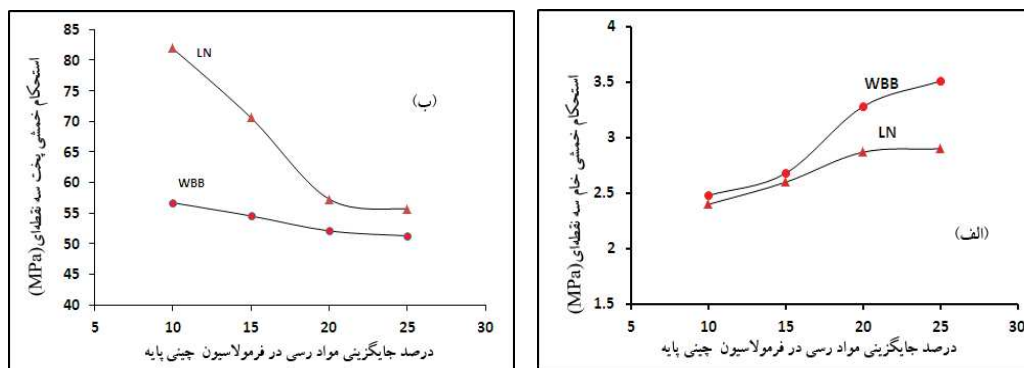 استحکام خمشی خام سه نقطه‌ای(MPa)
3.5
3
2.5
2
1.5
WBB
LN
(الف)
5 10 15 20 25 30
درصد جایگزینی مواد رسی در فرمولاسیون چینی پایه
استحکام خمشی پخت سه نقطه‌ای(MPa)
85
80
75
70
65
60
55
50
45
40
LN
WBB
(ب)
5 10 15 20 25 30
درصد جایگزینی مواد رسی در فرمولاسیون چینی پایه